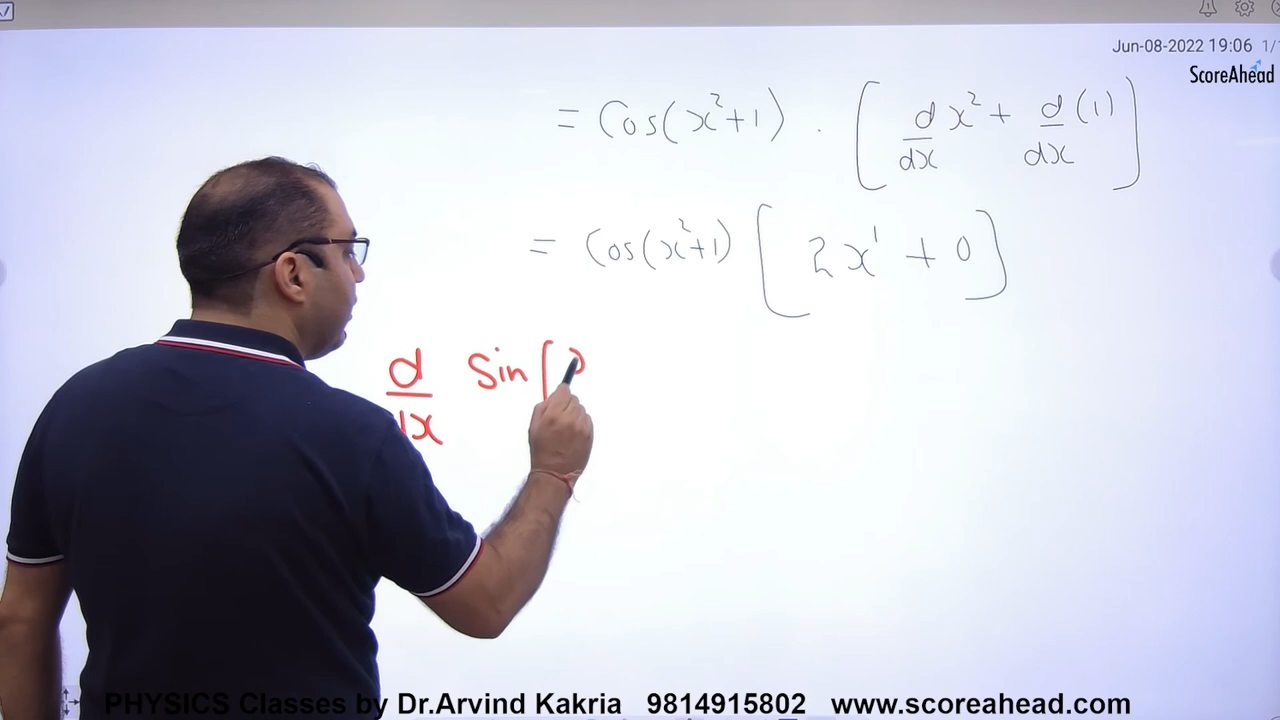 Jun-08-2022 19:06 1/
ScoreAhead
= Cos(x²+1) . [ d/dx x² + d/dx (1) ]
= Cos(x²+1) [ 2x¹ + 0 ]
d/dx Sin [
PHYSICS Classes by Dr.Arvind Kakria 9814915802 www.scoreahead.com